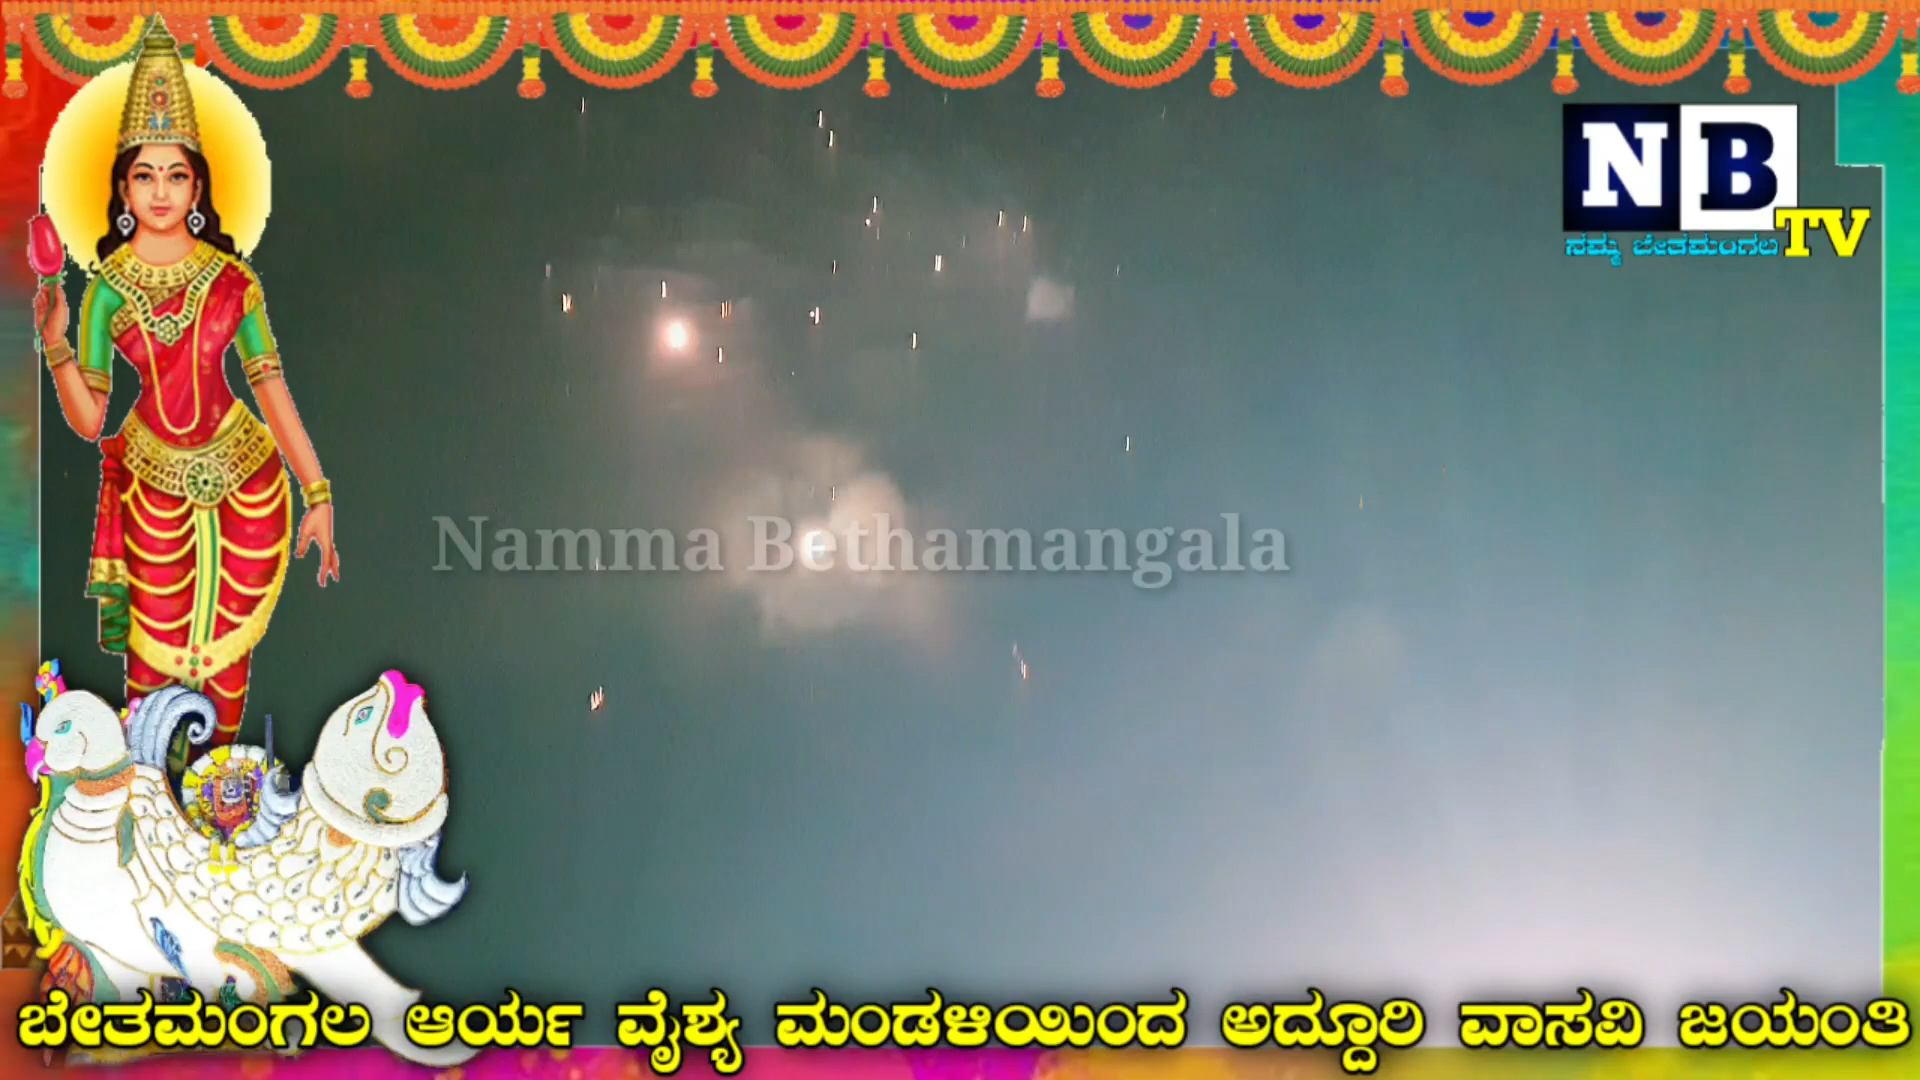 NB
TV
ನಮ್ಮ ಬೇತಮಂಗಲ
Namma Bethamangala
ಬೇತಮಂಗಲ ಆರ್ಯ ವೈಶ್ಯ ಮಂಡಳಿಯಿಂದ ಅದ್ದೂರಿ ವಾಸವಿ ಜಯಂತಿ